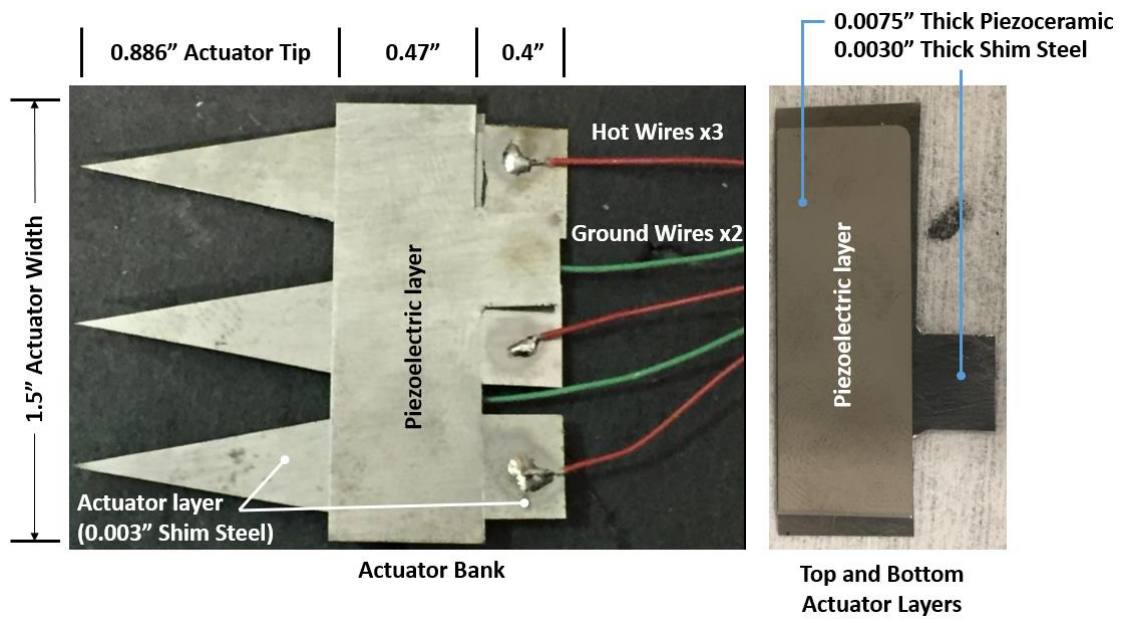 0.886” Actuator Tip
0.47”
0.4”
0.0075” Thick Piezoceramic
0.0030” Thick Shim Steel
1.5” Actuator Width
Hot Wires x3
Ground Wires x2
Piezoelectric layer
Actuator layer
(0.003” Shim Steel)
Actuator Bank
Piezoelectric layer
Top and Bottom
Actuator Layers